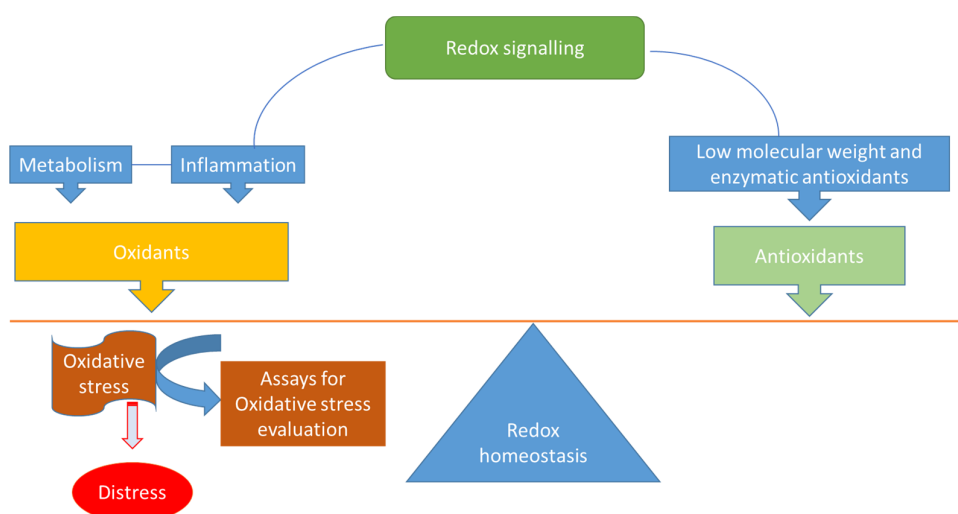 Redox signalling
Metabolism
Inflammation
Low molecular weight and
enzymatic antioxidants
Oxidants
Antioxidants
Oxidative
stress
Assays for
Oxidative stress
evaluation
Redox
homeostasis
Distress